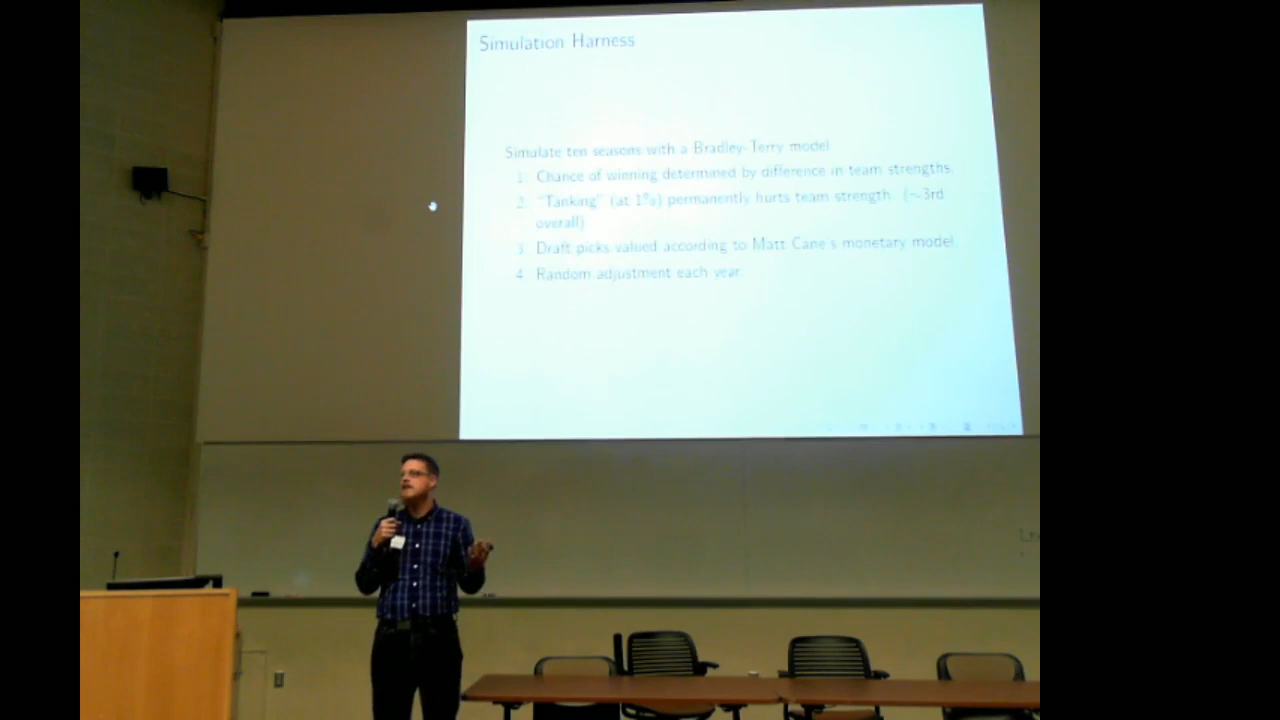 Simulation Harness
Simulate ten seasons with a Bradley-Terry model
1. Chance of winning determined by difference in team strengths.
2. "Tanking" (at 1%) permanently hurts team strength. (~3rd
overall)
3. Draft picks valued according to Matt Cane's monetary model.
4. Random adjustment each year.